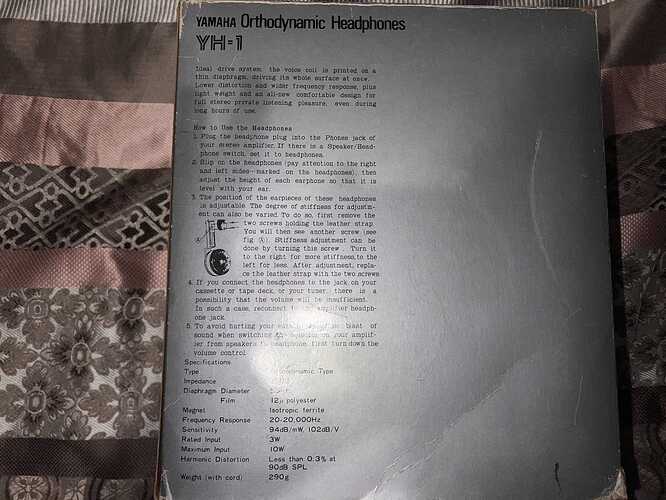 YAMAHA Orthodynamic Headphones
YH-1
Ideal drive system: the voice coil is printed on a
thin diaphragm, driving its whole surface at once.
Lower distortion and wider frequency response, plus
light weight and an all-new comfortable design for
full stereo private listening pleasure, even during
long hours of use.
How to Use the Headphones
1. Plug the headphone plug into the Phones jack of
your stereo amplifier. If there is a Speaker/Head-
phone switch, set it to headphones.
2. Slip on the headphones (pay attention to the right
and left sides-marked on the headphones), then
adjust the height of each earphone so that it is
level with your ear.
3. The position of the earpieces of these headphones
is adjustable. The degree of stiffness for adjustm-
ent can also be varied. To do so, first remove the
two screws holding the leather strap.
You will then see another screw (see
fig. Ⓐ). Stiffness adjustment can be
done by turning this screw. Turn it
to the right for more stiffness,to the
left for less. After adjustment, repla-
ce the leather strap with the two screws.
Ⓐ
4. If you connect the headphones to the jack on your
cassette or tape deck, or your tuner, there is a
possibility that the volume will be insufficient.
In such a case, reconnect to amplifier headph-
one jack.
5. To avoid hurting your blast of
sound when switching on your amplif-
ier from speakers to headphone, first turn down the
volume control.
Specifications
Type Orthodynamic Type
Impedance
Diaphragm Diameter
Film 12μ polyester
Magnet Isotropic ferrite
Frequency Response 20-20,000Hz
Sensitivity 94dB/mW, 102dB/V
Rated Input 3W
Maximum Input 10W
Harmonic Distortion Less than 0.3% at
90dB SPL
Weight (with cord) 290g